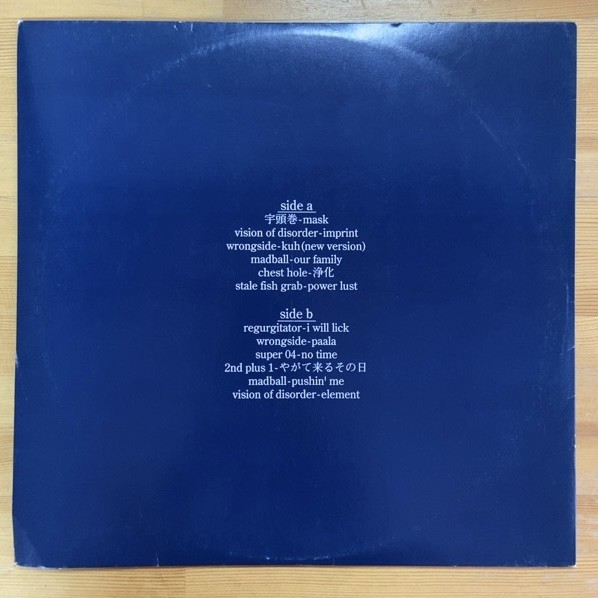 side a
宇頭巻-mask
vision of disorder-imprint
wrongside-kuh(new version)
madball-our family
chest hole-浄化
stale fish grab-power lust
side b
regurgitator-i will lick
wrongside-paala
super 04-no time
2nd plus 1-やがて来るその日
madball-pushin' me
vision of disorder-element